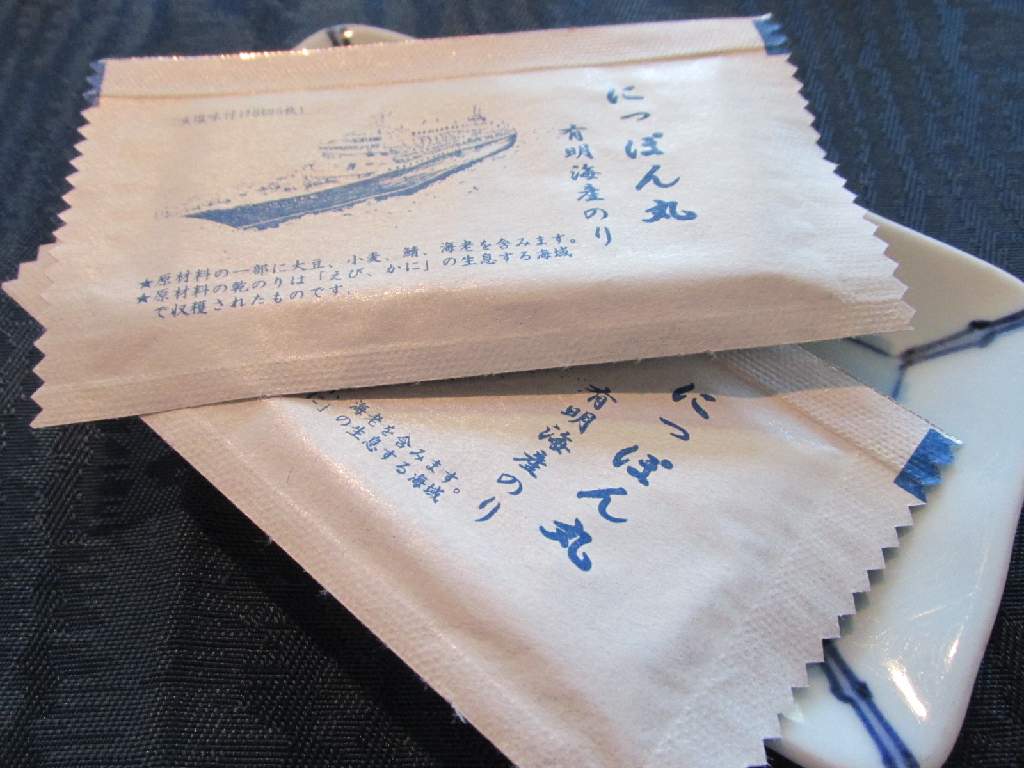 にっぽん丸
有明海産のり
★原材料の一部に大豆、小麦、鯖、海老を含みます。
★原材料の乾のりは「えび、かに」の生息する海域
で収穫されたものです。
にっぽん丸
有明海産のり
海老を含みます。
」の生息する海域